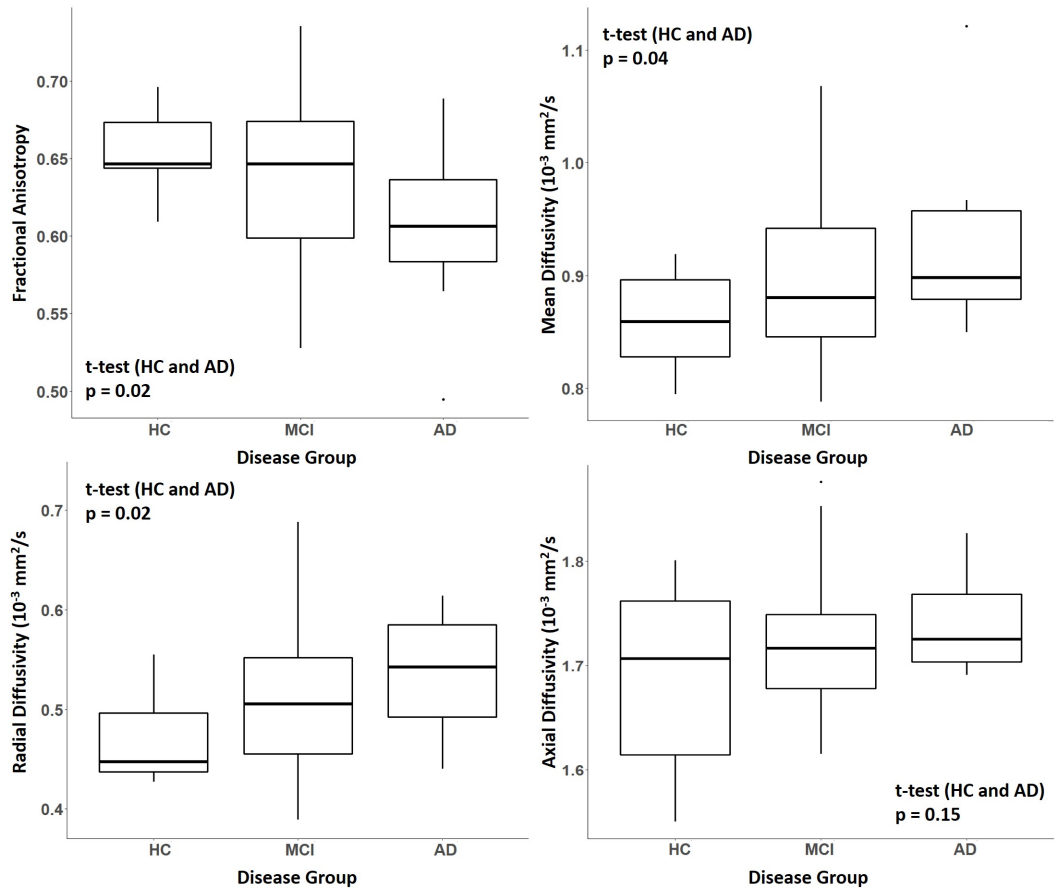 Fractional Anisotropy
0.70
0.65
0.60
0.55
0.50
t-test (HC and AD)
p = 0.02
HC MCI AD
Disease Group
Mean Diffusivity (10⁻³ mm²/s
1.1
1.0
0.9
0.8
t-test (HC and AD)
p = 0.04
HC MCI AD
Disease Group
Radial Diffusivity (10⁻³ mm²/s
0.7
0.6
0.5
0.4
t-test (HC and AD)
p = 0.02
HC MCI AD
Disease Group
Axial Diffusivity (10⁻³ mm²/s
1.8
1.7
1.6
t-test (HC and AD)
p = 0.15
HC MCI AD
Disease Group